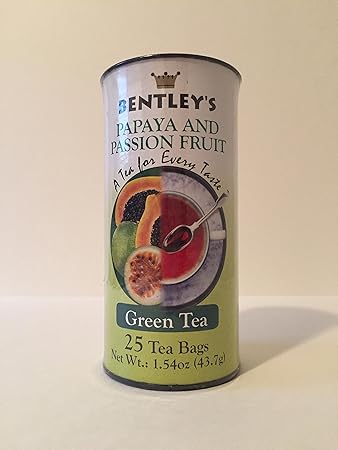 BENTLEY'S
PAPAYA AND
PASSION FRUIT
A Tea for Every Taste™
Green Tea
25 Tea Bags
Net Wt.: 1.54oz (43.7g)